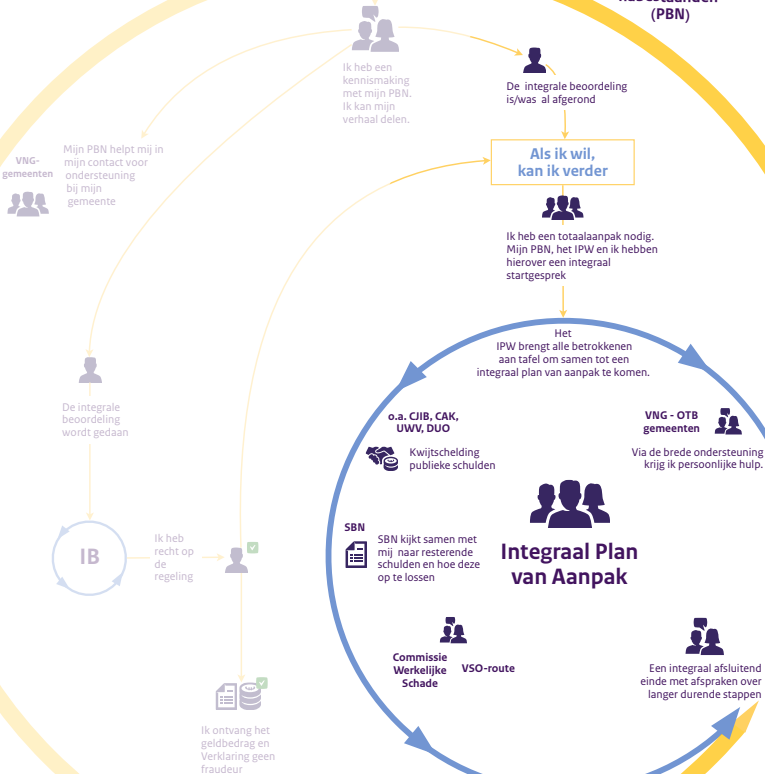 (PBN)
Ik heb een
kennismaking
met mijn PBN.
Ik kan mijn
verhaal delen.
De integrale beoordeling
is/was al afgerond
Mijn PBN helpt mij in
mijn contact voor
ondersteuning
bij mijn
gemeente
VNG-
gemeenten
Als ik wil,
kan ik verder
Ik heb een totaalaanpak nodig.
Mijn PBN, het IPW en ik hebben
hierover een integraal
startgesprek
Het
IPW brengt alle betrokkenen
aan tafel om samen tot een
integraal plan van aanpak te komen.
De integrale
beoordeling
wordt gedaan
o.a. CJIB, CAK,
UWV, DUO
Kwijtschelding
publieke schulden
VNG - OTB
gemeenten
Via de brede ondersteuning
krijg ik persoonlijke hulp.
IB
Ik heb
recht op
de
regeling
SBN
SBN kijkt samen met
mij naar resterende
schulden en hoe deze
op te lossen
Integraal Plan
van Aanpak
Commissie
Werkelijke
Schade
VSO-route
Een integraal afsluitend
einde met afspraken over
langer durende stappen
Ik ontvang het
geldbedrag en
Verklaring geen
fraudeur